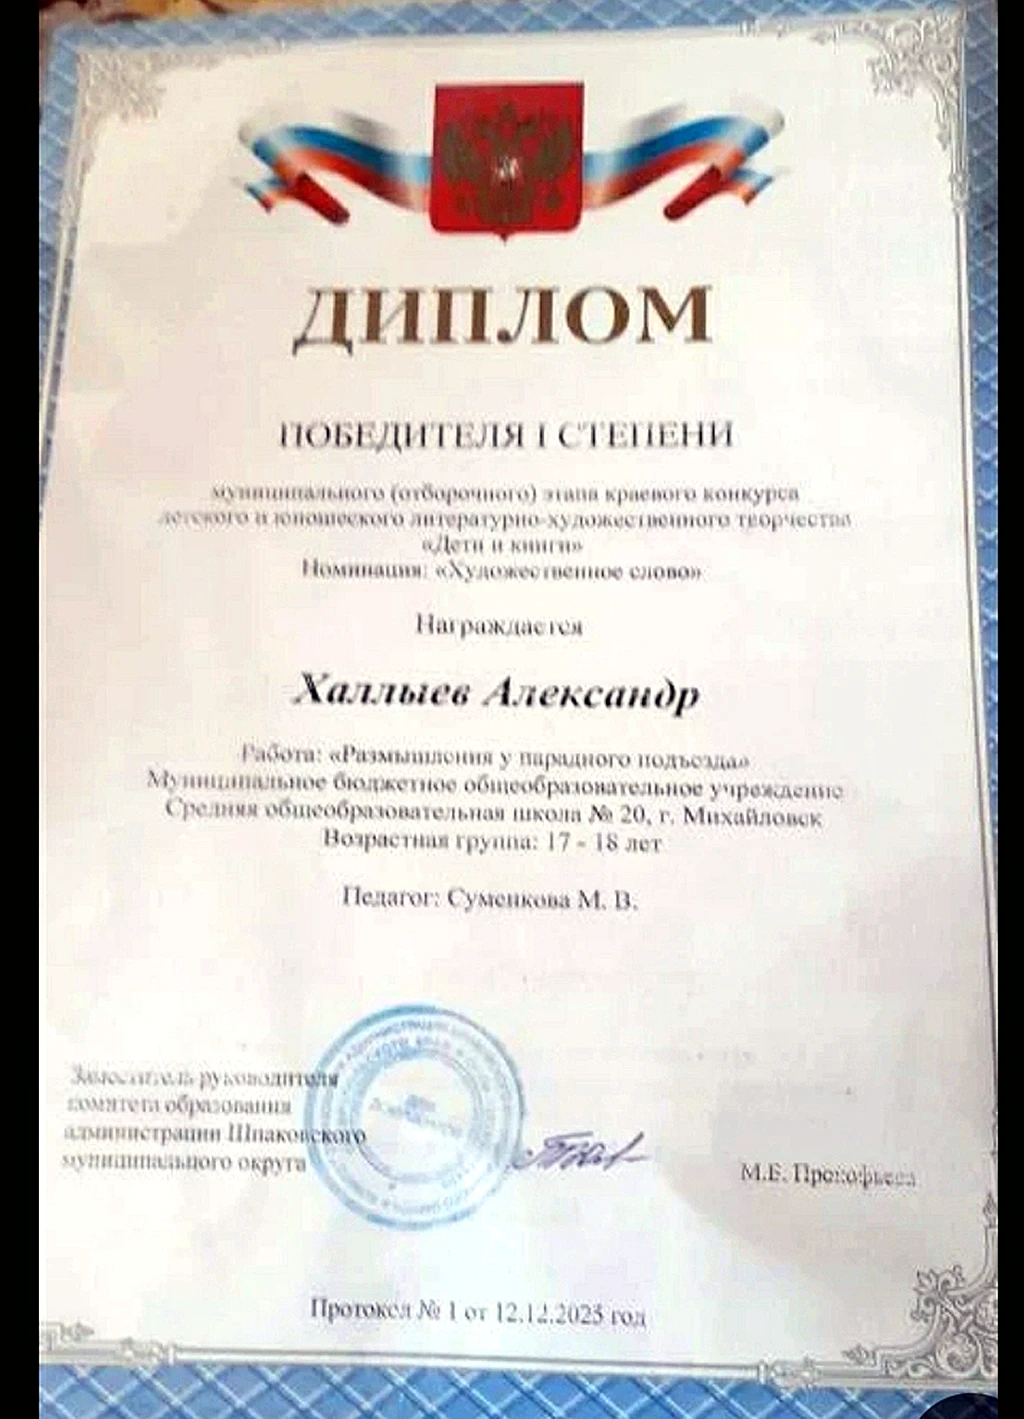 ДИПЛОМ
ПОБЕДИТЕЛЯ I СТЕПЕНИ
муниципального (отборочного) этапа краевого конкурса
детского и юношеского литературно-художественного творчества
«Дети и книги»
Номинация: «Художественное слово»
Награждается
Халлыев Александр
Работа: «Размышления у парадного подъезда»
Муниципальное бюджетное общеобразовательное учреждение
Средняя общеобразовательная школа № 20, г. Михайловск
Возрастная группа: 17 - 18 лет
Педагог: Суменкова М. В.
Заместитель руководителя
комитета образования
администрации Шпаковского
муниципального округа
М.Е. Прокофьева
Протокол № 1 от 12.12.2025 год